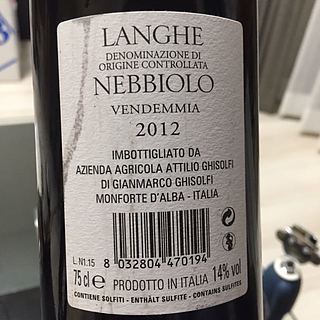 LANGHE
DENOMINAZIONE DI
ORIGINE CONTROLLATA
NEBBIOLO
VENDEMMIA
2012
IMBOTTIGLIATO DA
AZIENDA AGRICOLA ATTILIO GHISOLFI
DI GIANMARCO GHISOLFI
MONFORTE D'ALBA - ITALIA
L. N1.15
8 032804 470194
75 cl e PRODOTTO IN ITALIA 14% vol
CONTIENE SOLFITI - ENTHÄLT SULFITE - CONTAINS SULFITES